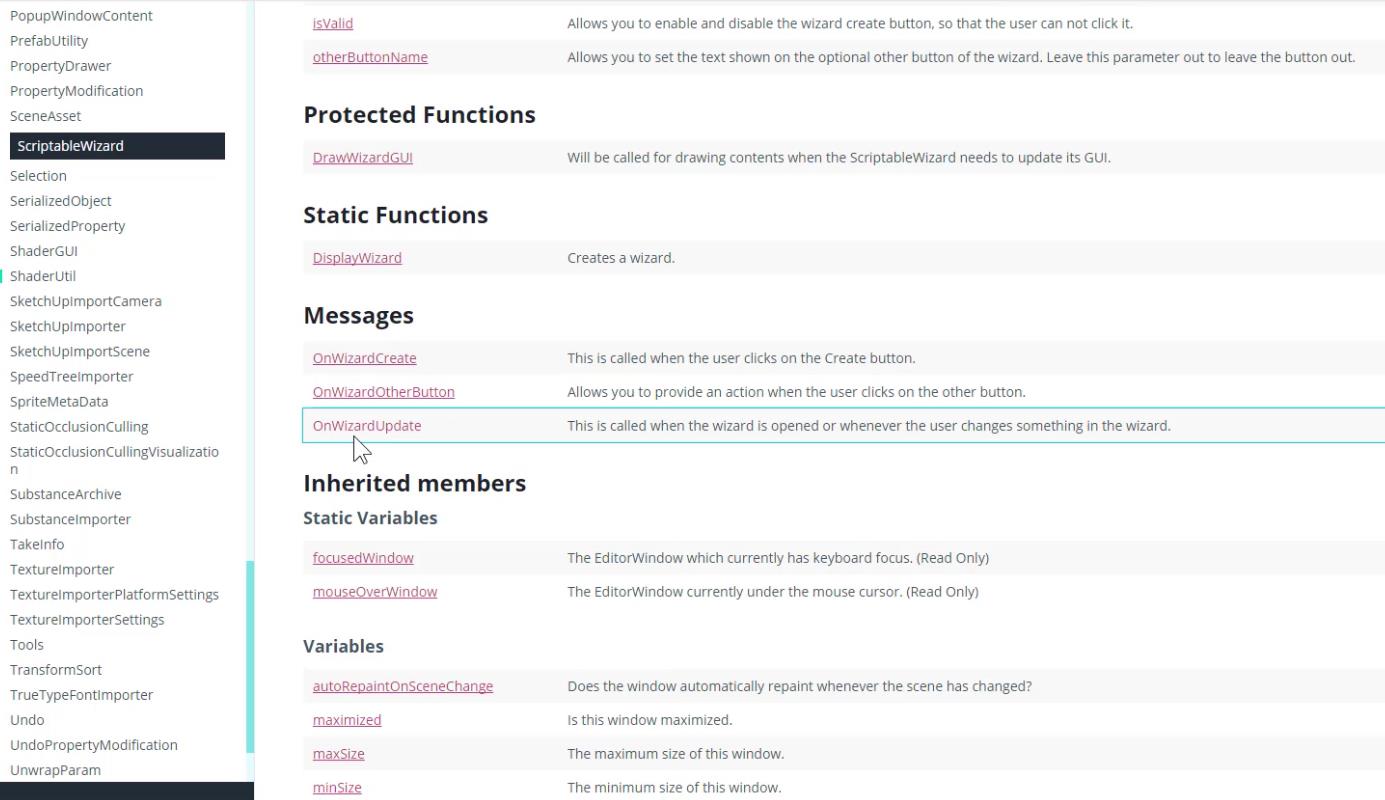 PopupWindowContent
PrefabUtility
PropertyDrawer
PropertyModification
SceneAsset
ScriptableWizard
Selection
SerializedObject
SerializedProperty
ShaderGUI
ShaderUtil
SketchUpImportCamera
SketchUpImporter
SketchUpImportScene
SpeedTreeImporter
SpriteMetaData
StaticOcclusionCulling
StaticOcclusionCullingVisualizatio
n
SubstanceArchive
SubstanceImporter
TakeInfo
TextureImporter
TextureImporterPlatformSettings
TextureImporterSettings
Tools
TransformSort
TrueTypeFontImporter
Undo
UndoPropertyModification
UnwrapParam
isValid Allows you to enable and disable the wizard create button, so that the user can not click it.
otherButtonName Allows you to set the text shown on the optional other button of the wizard. Leave this parameter out to leave the button out.
Protected Functions
DrawWizardGUI Will be called for drawing contents when the ScriptableWizard needs to update its GUI.
Static Functions
DisplayWizard Creates a wizard.
Messages
OnWizardCreate This is called when the user clicks on the Create button.
OnWizardOtherButton Allows you to provide an action when the user clicks on the other button.
OnWizardUpdate This is called when the wizard is opened or whenever the user changes something in the wizard.
Inherited members
Static Variables
focusedWindow The EditorWindow which currently has keyboard focus. (Read Only)
mouseOverWindow The EditorWindow currently under the mouse cursor. (Read Only)
Variables
autoRepaintOnSceneChange Does the window automatically repaint whenever the scene has changed?
maximized Is this window maximized.
maxSize The maximum size of this window.
minSize The minimum size of this window.